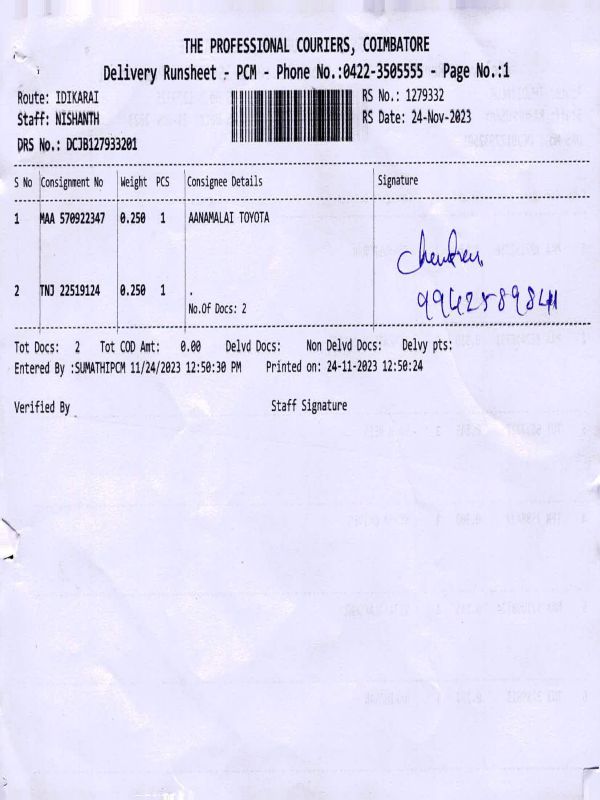 THE PROFESSIONAL COURIERS, COIMBATORE
Delivery Runsheet - PCM - Phone No.:0422-3505555 - Page No.:1
Route: IDIKARAI RS No.: 1279332
Staff: NISHANTH RS Date: 24-Nov-2023
DRS No.: DCJB127933201
S No Consignment No Weight PCS Consignee Details Signature
1 MAA 570922347 0.250 1 AANAMALAI TOYOTA
2 TNJ 22519124 0.250 1 . 9942589841
No.Of Docs: 2
Tot Docs: 2 Tot COD Amt: 0.00 Delvd Docs: Non Delvd Docs: Delvy pts:
Entered By :SUMATHIPCM 11/24/2023 12:50:30 PM Printed on: 24-11-2023 12:50:24
Verified By Staff Signature